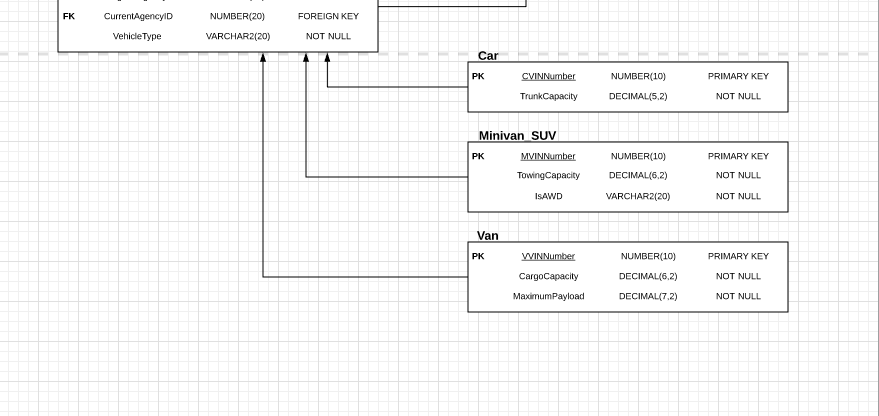 FK CurrentAgencyID NUMBER(20) FOREIGN KEY
VehicleType VARCHAR2(20) NOT NULL
Car
PK CVINNumber NUMBER(10) PRIMARY KEY
TrunkCapacity DECIMAL(5,2) NOT NULL
Minivan_SUV
PK MVINNumber NUMBER(10) PRIMARY KEY
TowingCapacity DECIMAL(6,2) NOT NULL
IsAWD VARCHAR2(20) NOT NULL
Van
PK VVINNumber NUMBER(10) PRIMARY KEY
CargoCapacity DECIMAL(6,2) NOT NULL
MaximumPayload DECIMAL(7,2) NOT NULL